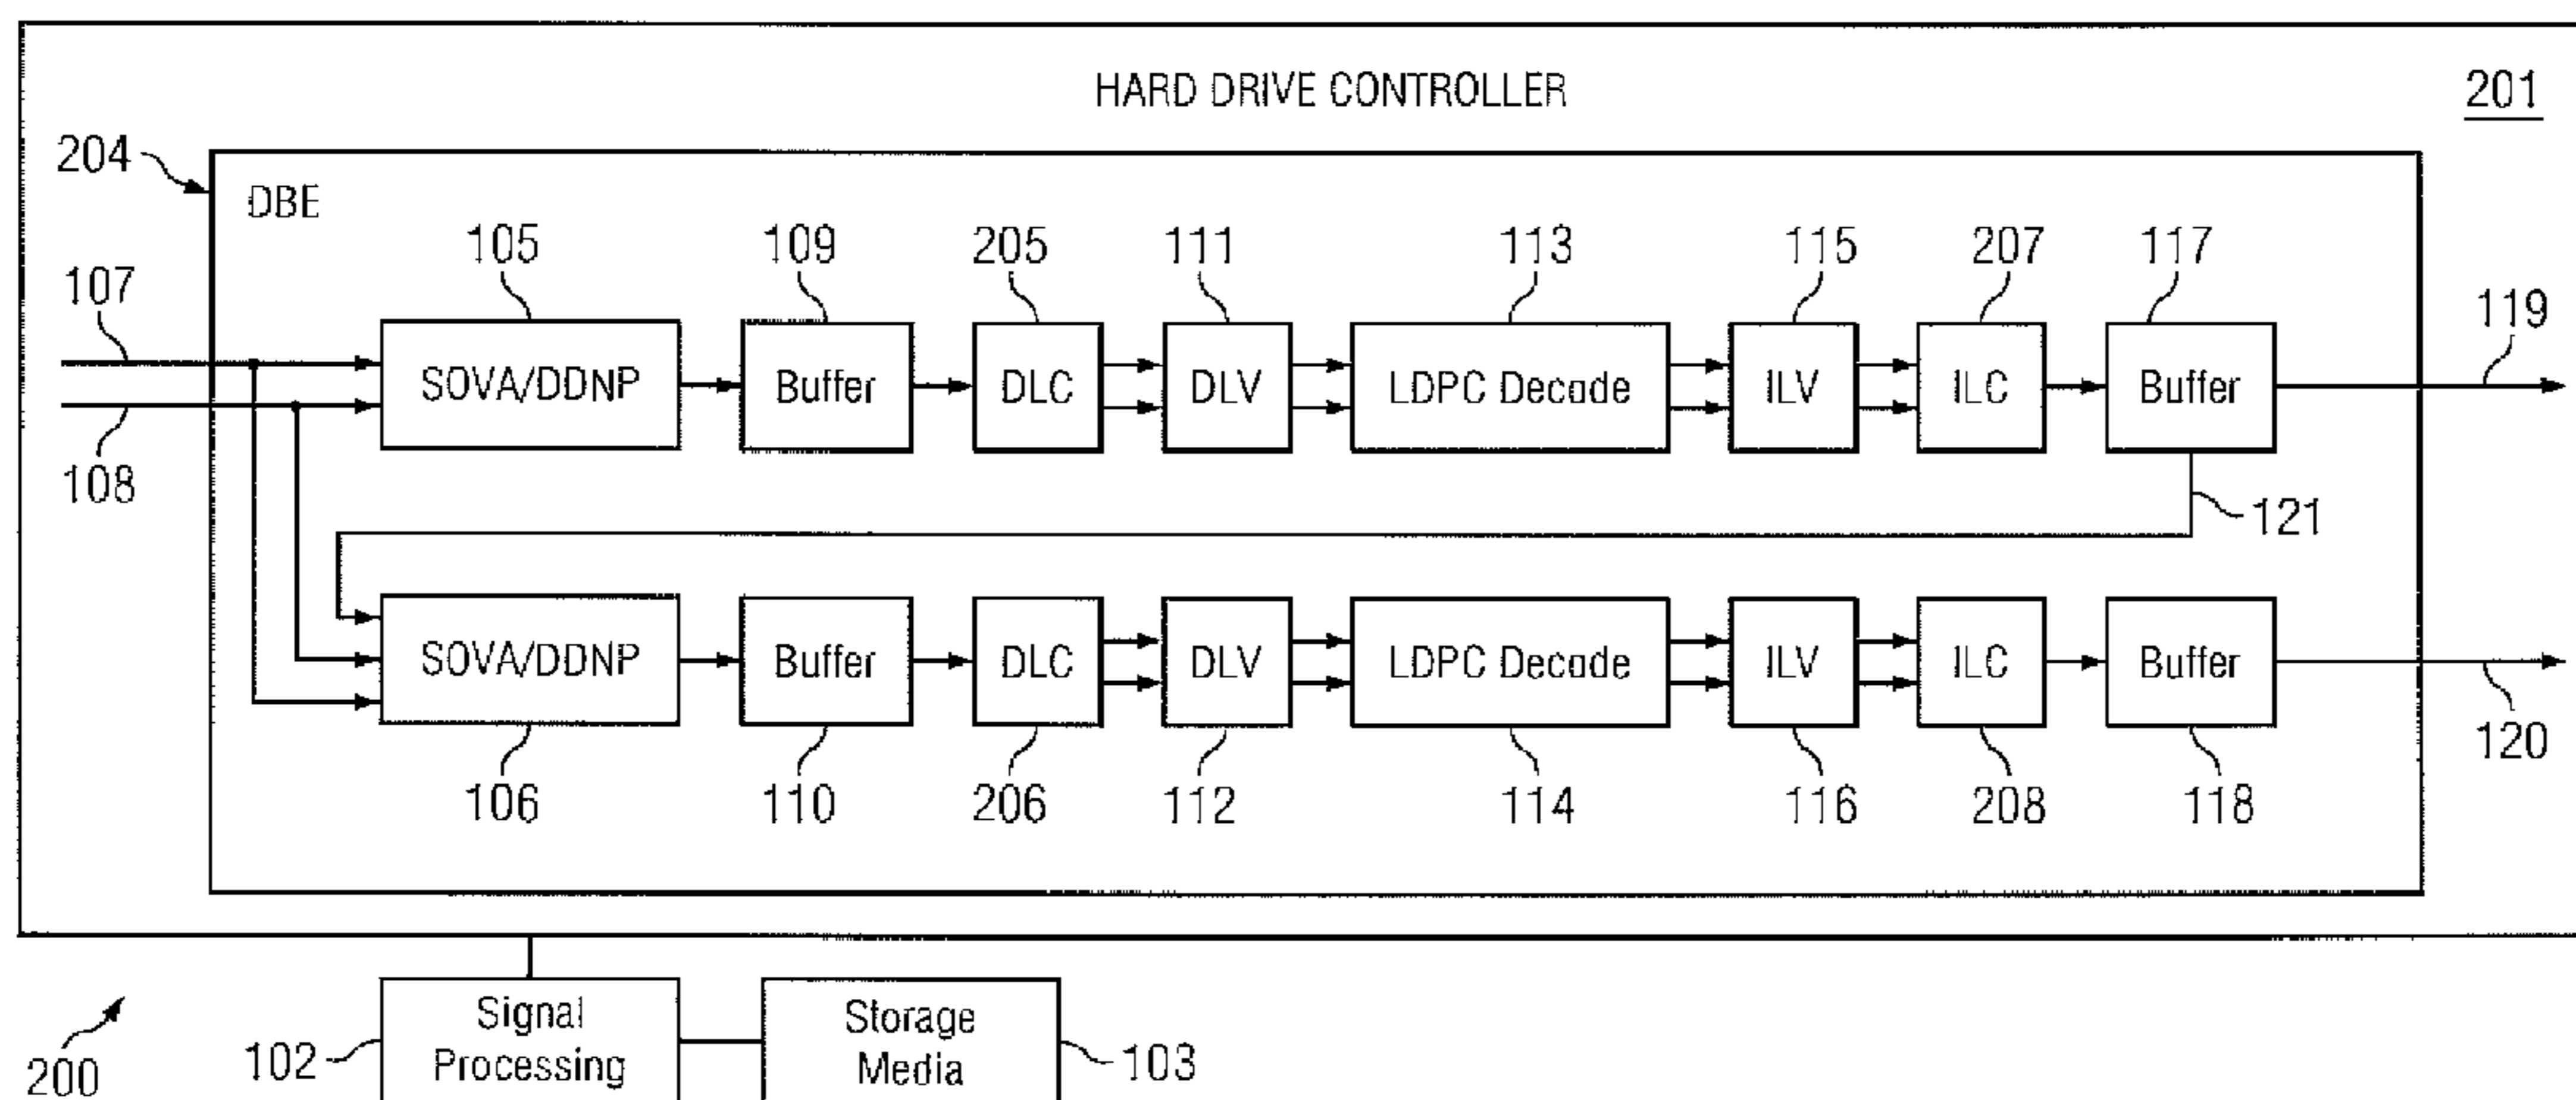 HARD DRIVE CONTROLLER
201
204
DBE
105
109
205
111
113
115
207
117
107
119
SOVA/DDNP
Buffer
DLC
DLV
LDPC Decode
ILV
ILC
Buffer
108
121
SOVA/DDNP
Buffer
DLC
DLV
LDPC Decode
ILV
ILC
Buffer
120
106
110
206
112
114
116
208
118
Signal
Processing
Storage
Media
200
102
103